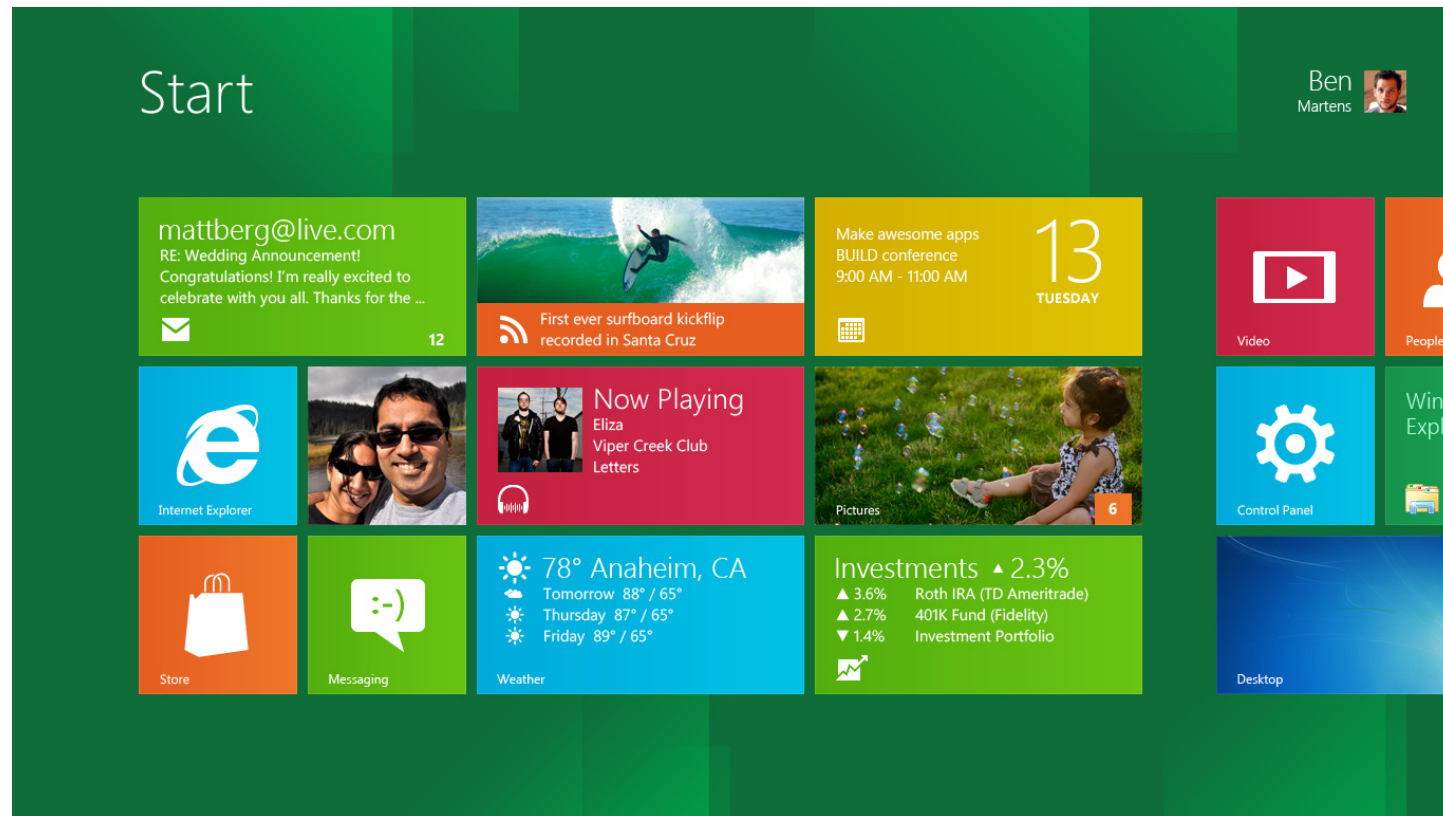 Start
Ben
Martens
mattberg@live.com
RE: Wedding Announcement!
Congratulations! I'm really excited to
celebrate with you all. Thanks for the ...
12
First ever surfboard kickflip
recorded in Santa Cruz
Make awesome apps
BUILD conference
9:00 AM - 11:00 AM
13
TUESDAY
Video
People
Internet Explorer
Now Playing
Eliza
Viper Creek Club
Letters
Pictures
6
Control Panel
Win
Expl
Store
:-)
Messaging
78° Anaheim, CA
Tomorrow 88° / 65°
Thursday 87° / 65°
Friday 89° / 65°
Weather
Investments ▲ 2.3%
▲ 3.6% Roth IRA (TD Ameritrade)
▲ 2.7% 401K Fund (Fidelity)
▼ 1.4% Investment Portfolio
Desktop